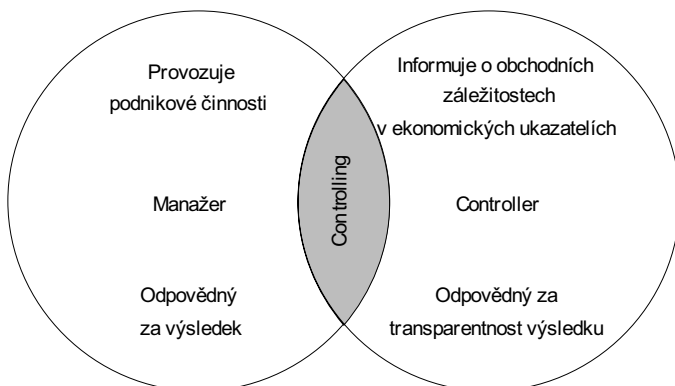 Provozuje
podnikové činnosti
Manažer
Odpovědný
za výsledek
Controlling
Informuje o obchodních
záležitostech
v ekonomických ukazatelích
Controller
Odpovědný za
transparentnost výsledku